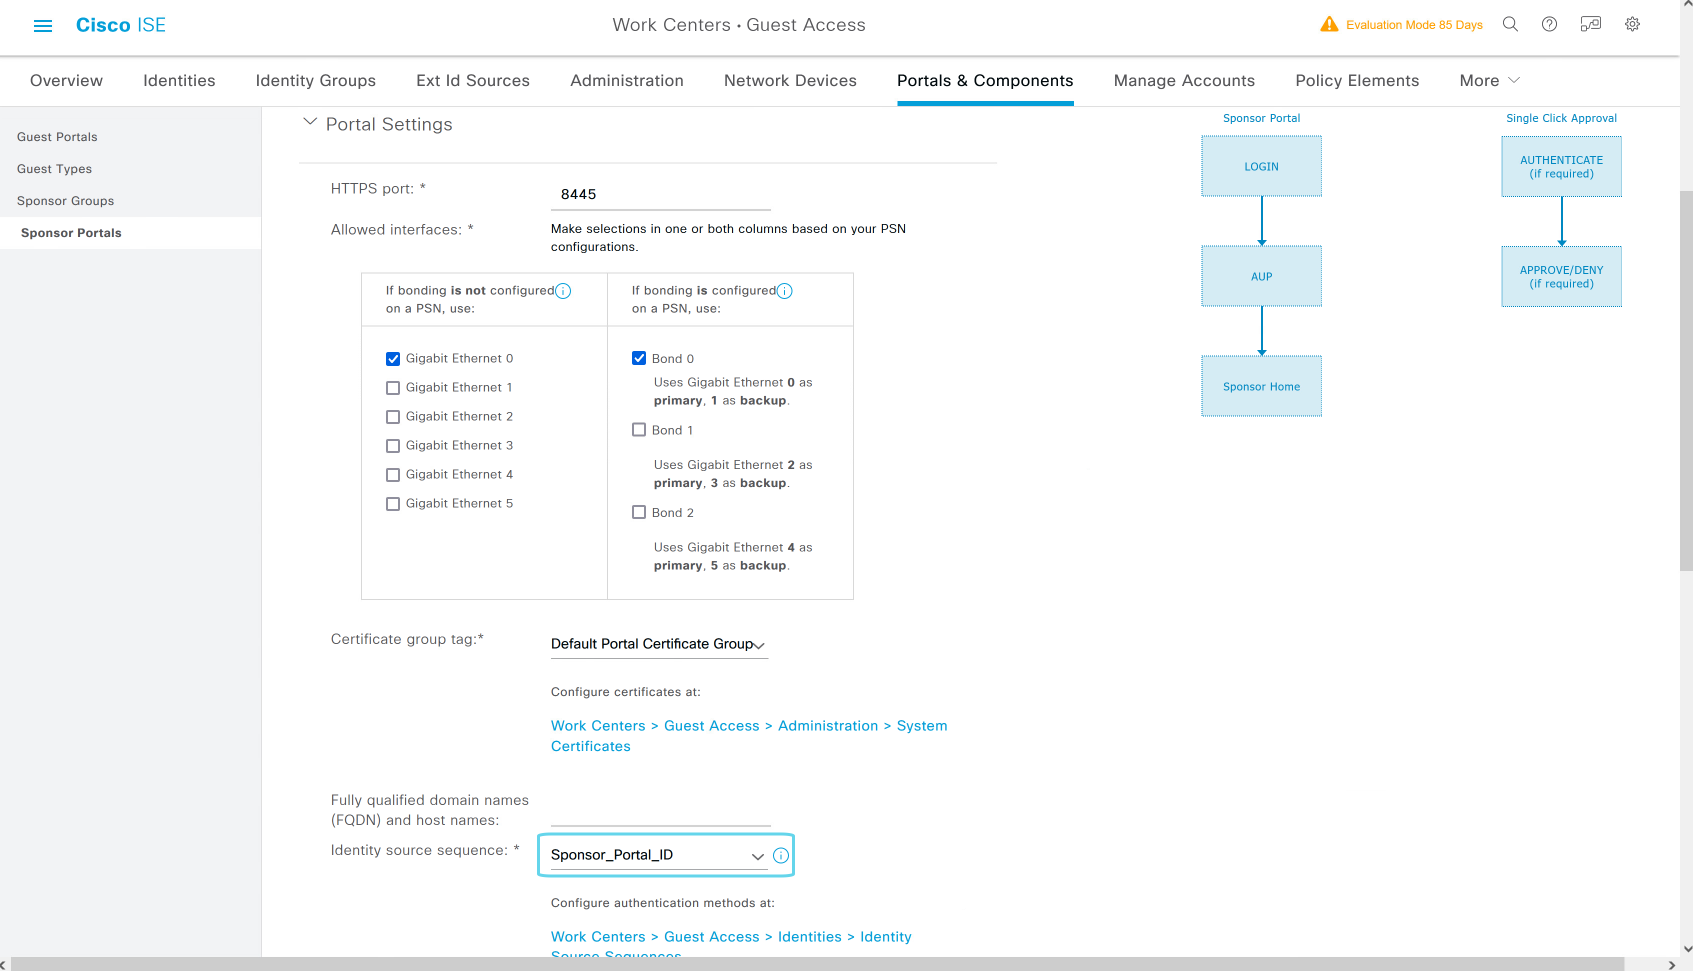 Cisco ISE
Work Centers • Guest Access
Evaluation Mode 85 Days
Overview
Identities
Identity Groups
Ext Id Sources
Administration
Network Devices
Portals & Components
Manage Accounts
Policy Elements
More
Guest Portals
Guest Types
Sponsor Groups
Sponsor Portals
Portal Settings
HTTPS port: *
8445
Allowed interfaces: *
Make selections in one or both columns based on your PSN
configurations.
If bonding is not configured
on a PSN, use:
Gigabit Ethernet 0
Gigabit Ethernet 1
Gigabit Ethernet 2
Gigabit Ethernet 3
Gigabit Ethernet 4
Gigabit Ethernet 5
If bonding is configured
on a PSN, use:
Bond 0
Uses Gigabit Ethernet 0 as
primary, 1 as backup.
Bond 1
Uses Gigabit Ethernet 2 as
primary, 3 as backup.
Bond 2
Uses Gigabit Ethernet 4 as
primary, 5 as backup.
Certificate group tag:*
Default Portal Certificate Group
Configure certificates at:
Work Centers > Guest Access > Administration > System
Certificates
Fully qualified domain names
(FQDN) and host names:
Identity source sequence: *
Sponsor_Portal_ID
Configure authentication methods at:
Work Centers > Guest Access > Identities > Identity
Source Sequences
Sponsor Portal
LOGIN
AUP
Sponsor Home
Single Click Approval
AUTHENTICATE
(if required)
APPROVE/DENY
(if required)